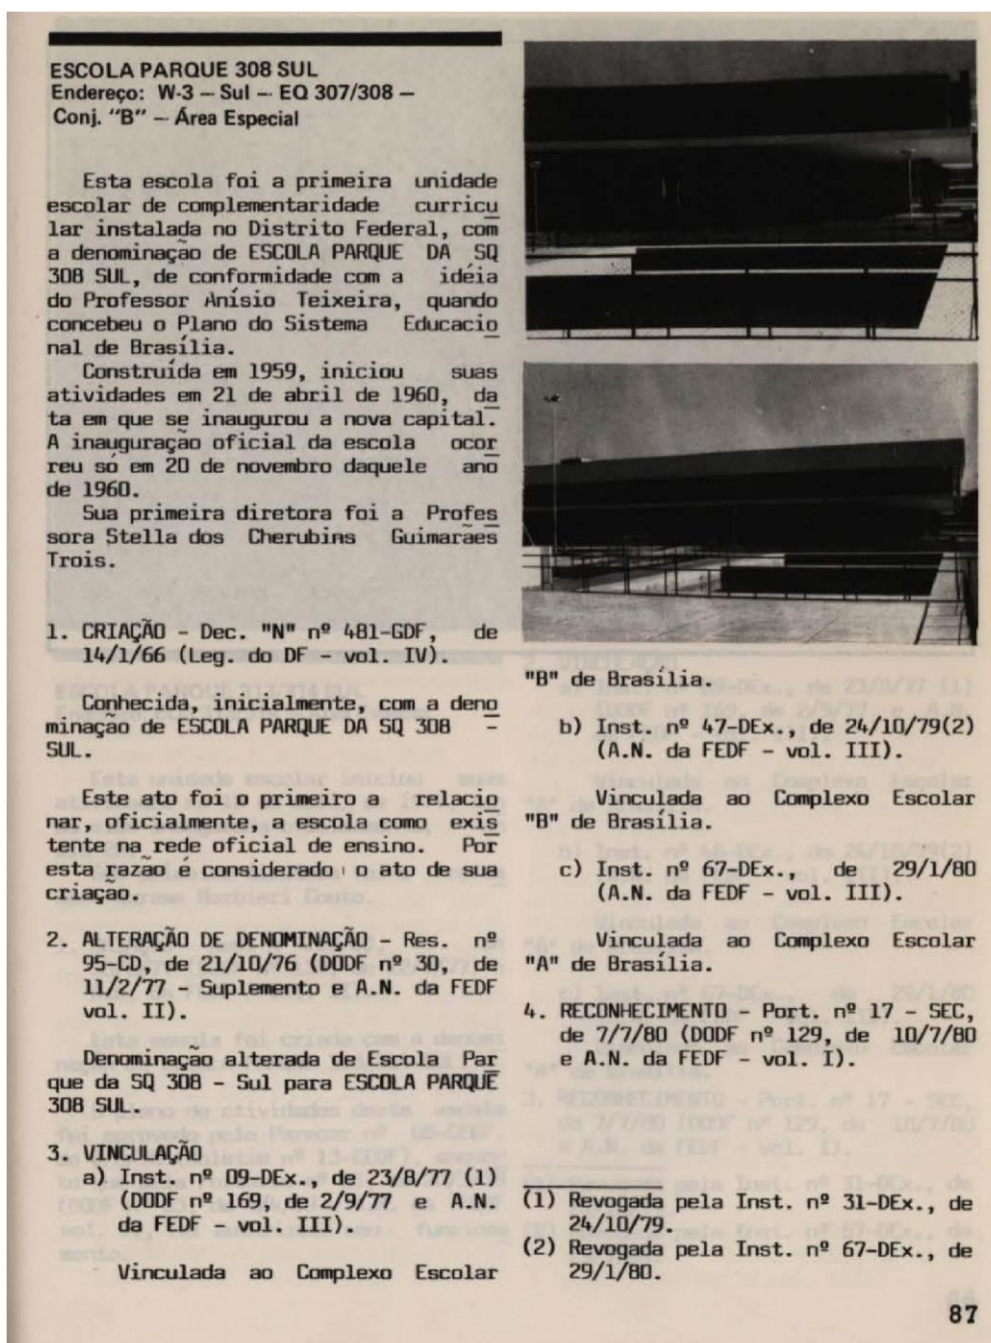 ESCOLA PARQUE 308 SUL
Endereço: W-3 – Sul – EQ 307/308 –
Conj. "B" – Área Especial
Esta escola foi a primeira unidade
escolar de complementaridade curricu
lar instalada no Distrito Federal, com
a denominação de ESCOLA PARQUE DA SQ
308 SUL, de conformidade com a idéia
do Professor Anísio Teixeira, quando
concebeu o Plano do Sistema Educacio
nal de Brasília.
Construída em 1959, iniciou suas
atividades em 21 de abril de 1960, da
ta em que se inaugurou a nova capital.
A inauguração oficial da escola ocor
reu só em 20 de novembro daquele ano
de 1960.
Sua primeira diretora foi a Profes
sora Stella dos Cherubins Guimarães
Trois.
1. CRIAÇÃO - Dec. "N" nº 481-GDF, de
14/1/66 (Leg. do DF - vol. IV).
Conhecida, inicialmente, com a deno
minação de ESCOLA PARQUE DA SQ 308 -
SUL.
Este ato foi o primeiro a relacio
nar, oficialmente, a escola como exis
tente na rede oficial de ensino. Por
esta razão é considerado o ato de sua
criação.
2. ALTERAÇÃO DE DENOMINAÇÃO - Res. nº
95-CD, de 21/10/76 (DODF nº 30, de
11/2/77 - Suplemento e A.N. da FEDF
vol. II).
Denominaçao alterada de Escola Par
que da SQ 308 - Sul para ESCOLA PARQUE
308 SUL.
3. VINCULAÇÃO
a) Inst. nº 09-DEx., de 23/8/77 (1)
(DODF nº 169, de 2/9/77 e A.N.
da FEDF - vol. III).
Vinculada ao Complexo Escolar
"B" de Brasília.
b) Inst. nº 47-DEx., de 24/10/79(2)
(A.N. da FEDF - vol. III).
Vinculada ao Complexo Escolar
"B" de Brasília.
c) Inst. nº 67-DEx., de 29/1/80
(A.N. da FEDF - vol. III).
Vinculada ao Complexo Escolar
"A" de Brasília.
4. RECONHECIMENTO - Port. nº 17 - SEC,
de 7/7/80 (DODF nº 129, de 10/7/80
e A.N. da FEDF - vol. I).
(1) Revogada pela Inst. nº 31-DEx., de
24/10/79.
(2) Revogada pela Inst. nº 67-DEx., de
29/1/80.
87